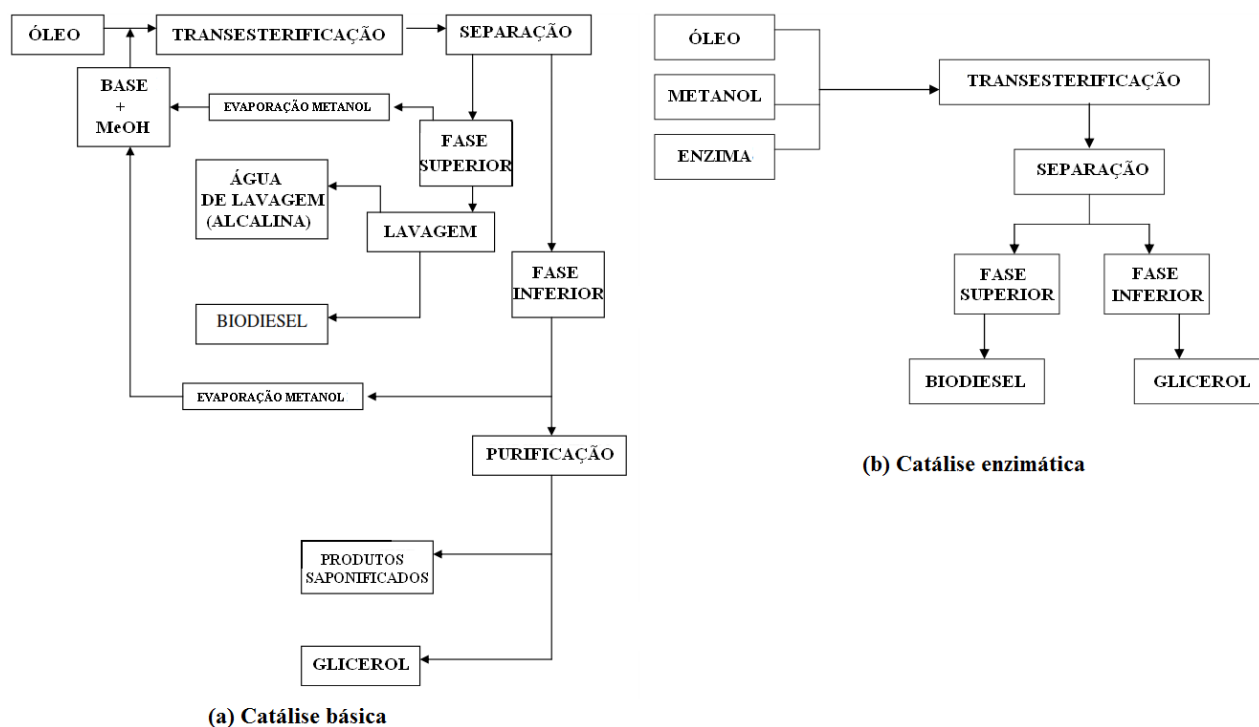 ÓLEO
TRANSESTERIFICAÇÃO
SEPARAÇÃO
BASE
+
MeOH
EVAPORAÇÃO METANOL
FASE
SUPERIOR
ÁGUA
DE LAVAGEM
(ALCALINA)
LAVAGEM
FASE
INFERIOR
BIODIESEL
EVAPORAÇÃO METANOL
PURIFICAÇÃO
PRODUTOS
SAPONIFICADOS
GLICEROL
(a) Catálise básica
ÓLEO
METANOL
ENZIMA
TRANSESTERIFICAÇÃO
SEPARAÇÃO
FASE
SUPERIOR
FASE
INFERIOR
BIODIESEL
GLICEROL
(b) Catálise enzimática